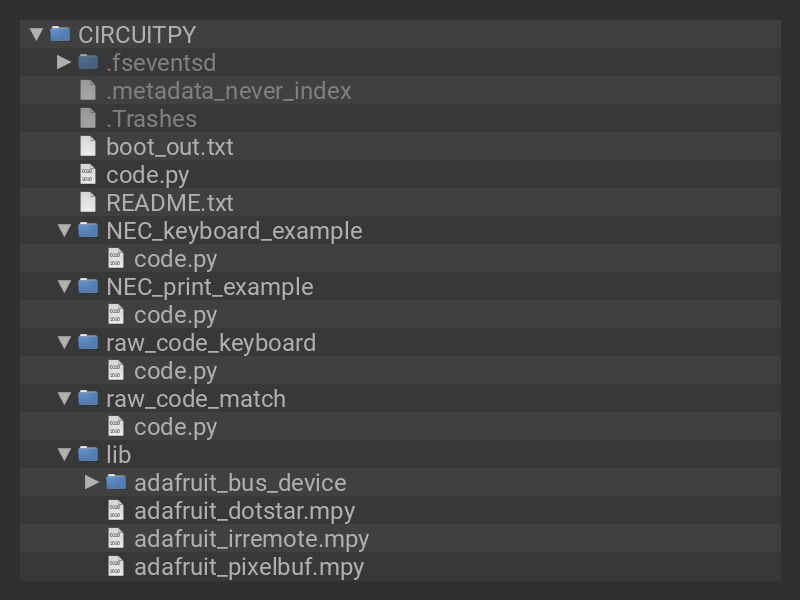 CIRCUITPY
.fseventsd
.metadata_never_index
.Trashes
boot_out.txt
code.py
README.txt
NEC_keyboard_example
code.py
NEC_print_example
code.py
raw_code_keyboard
code.py
raw_code_match
code.py
lib
adafruit_bus_device
adafruit_dotstar.mpy
adafruit_irremote.mpy
adafruit_pixelbuf.mpy